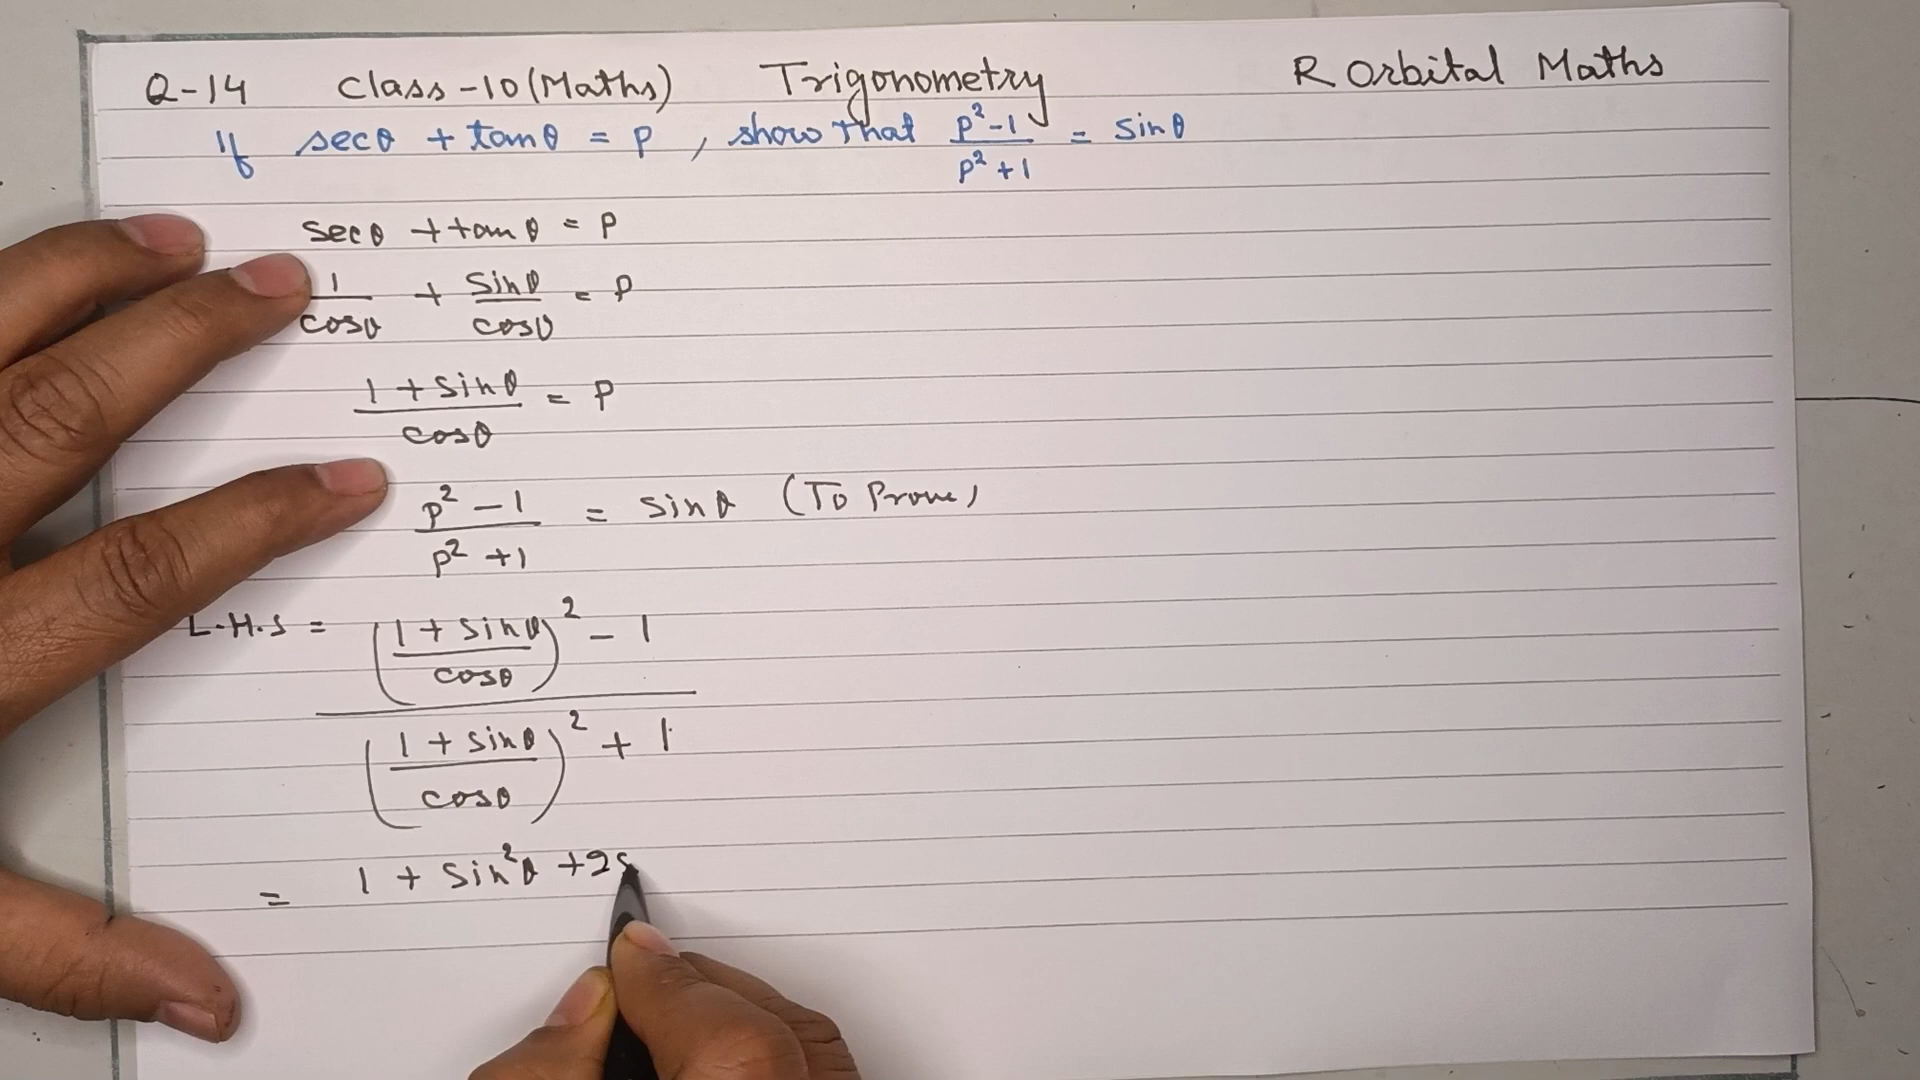 Q-14 Class-10 (Maths) Trigonometry R Orbital Maths
If secθ + tanθ = p, show that (p²-1)/(p²+1) = sinθ
secθ + tanθ = p
1/cosθ + sinθ/cosθ = p
(1 + sinθ)/cosθ = p
(p² - 1)/(p² + 1) = sinθ (To Prove)
L.H.S = (((1 + sinθ)/cosθ)² - 1)/(((1 + sinθ)/cosθ)² + 1)
= 1 + sin²θ + 2s